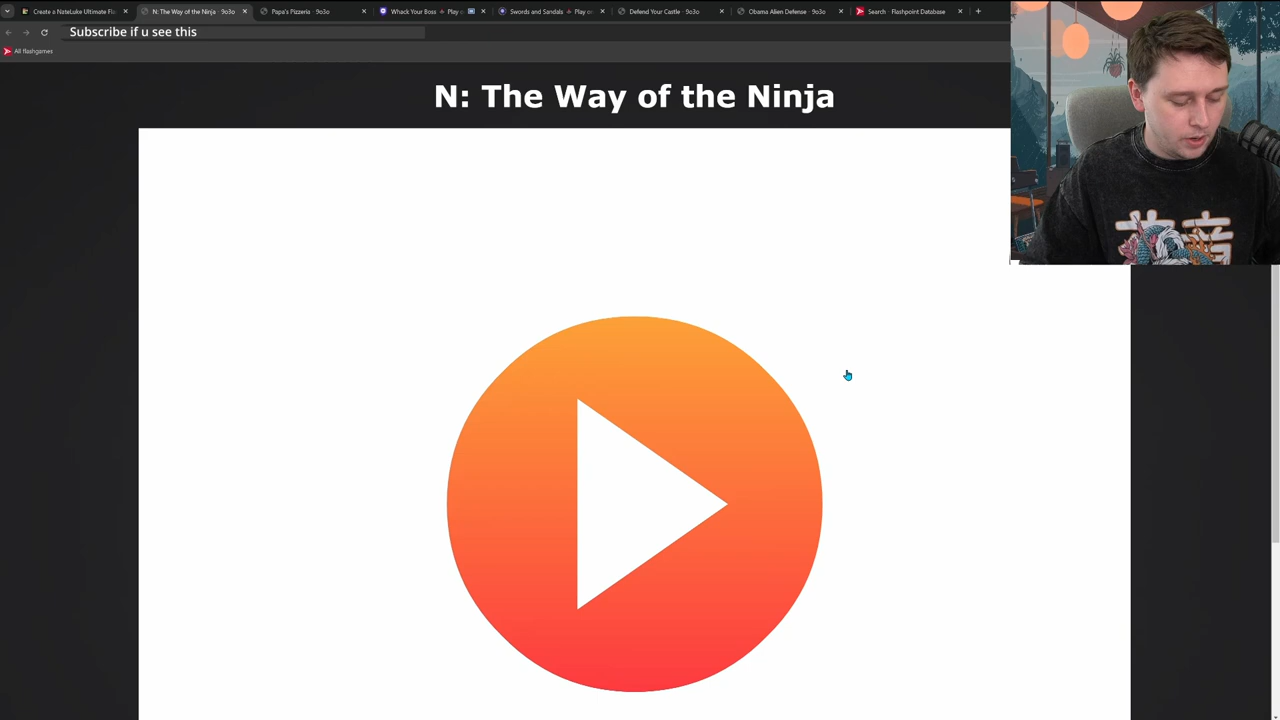 Create a NateLuke Ultimate Fl
N: The Way of the Ninja - 9o3o
Papa's Pizzeria - 9o3o
Whack Your Boss
Play
Swords and Sandals
Play o
Defend Your Castle - 9o3o
Obama Alien Defense - 9o3o
Search - Flashpoint Database
Subscribe if u see this
All flashgames
N: The Way of the Ninja